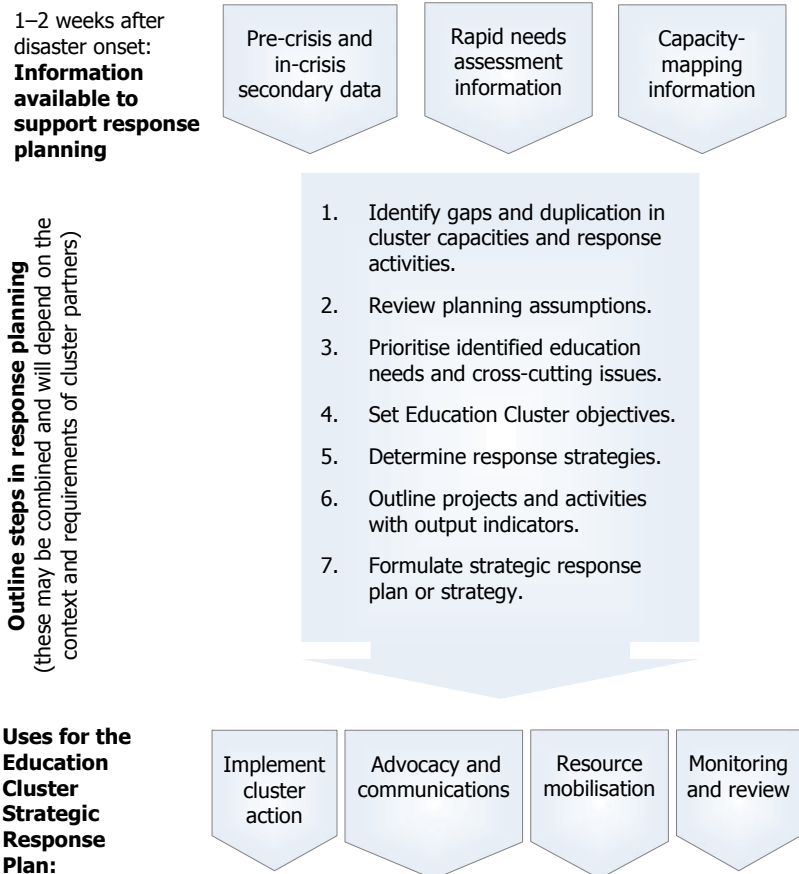 1–2 weeks after
disaster onset:
Information
available to
support response
planning
Pre-crisis and
in-crisis
secondary data
Rapid needs
assessment
information
Capacity-
mapping
information
Outline steps in response planning
(these may be combined and will depend on the
context and requirements of cluster partners)
1. Identify gaps and duplication in
cluster capacities and response
activities.
2. Review planning assumptions.
3. Prioritise identified education
needs and cross-cutting issues.
4. Set Education Cluster objectives.
5. Determine response strategies.
6. Outline projects and activities
with output indicators.
7. Formulate strategic response
plan or strategy.
Uses for the
Education
Cluster
Strategic
Response
Plan:
Implement
cluster
action
Advocacy and
communications
Resource
mobilisation
Monitoring
and review